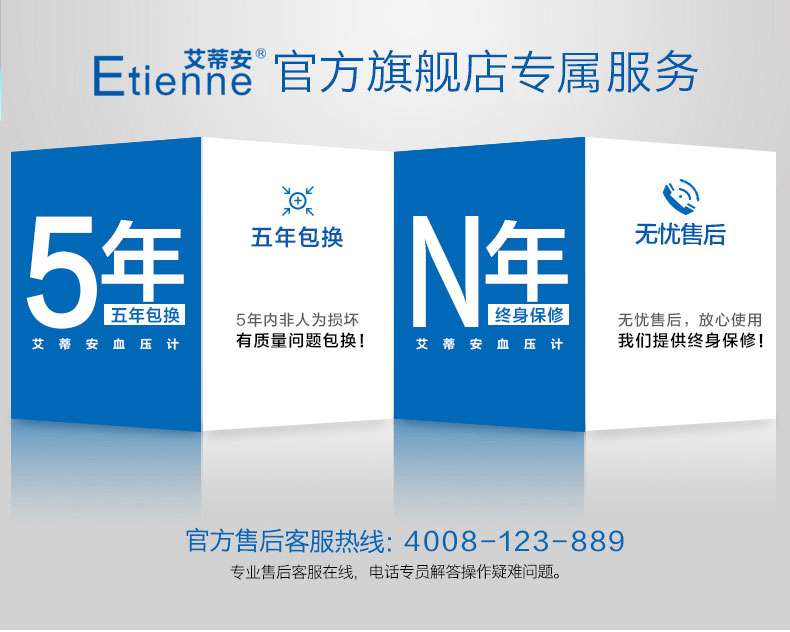 Etienne 艾蒂安® 官方旗舰店专属服务
5年
五年包换
艾蒂安血压计
五年包换
5年内非人为损坏
有质量问题包换!
N年
终身保修
艾蒂安血压计
无忧售后
无忧售后，放心使用
我们提供终身保修!
官方售后客服热线: 4008-123-889
专业售后客服在线, 电话专员解答操作疑难问题。